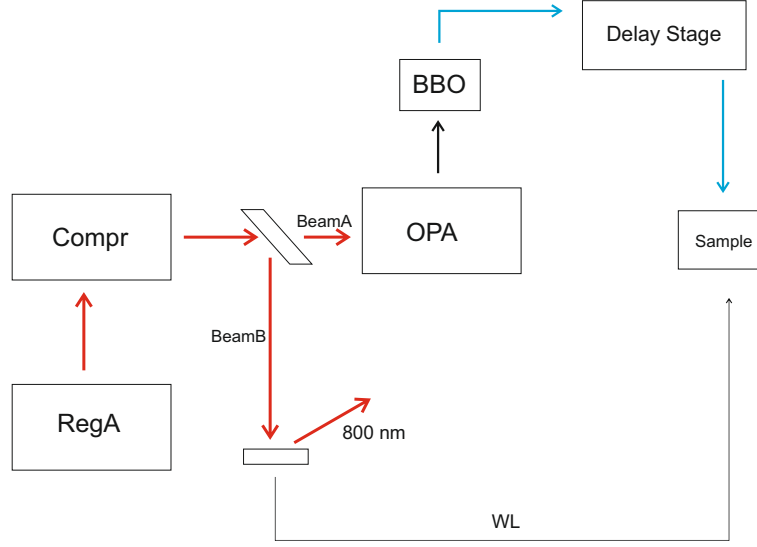 Delay Stage
BBO
BeamA
Compr
OPA
Sample
BeamB
RegA
800 nm
WL